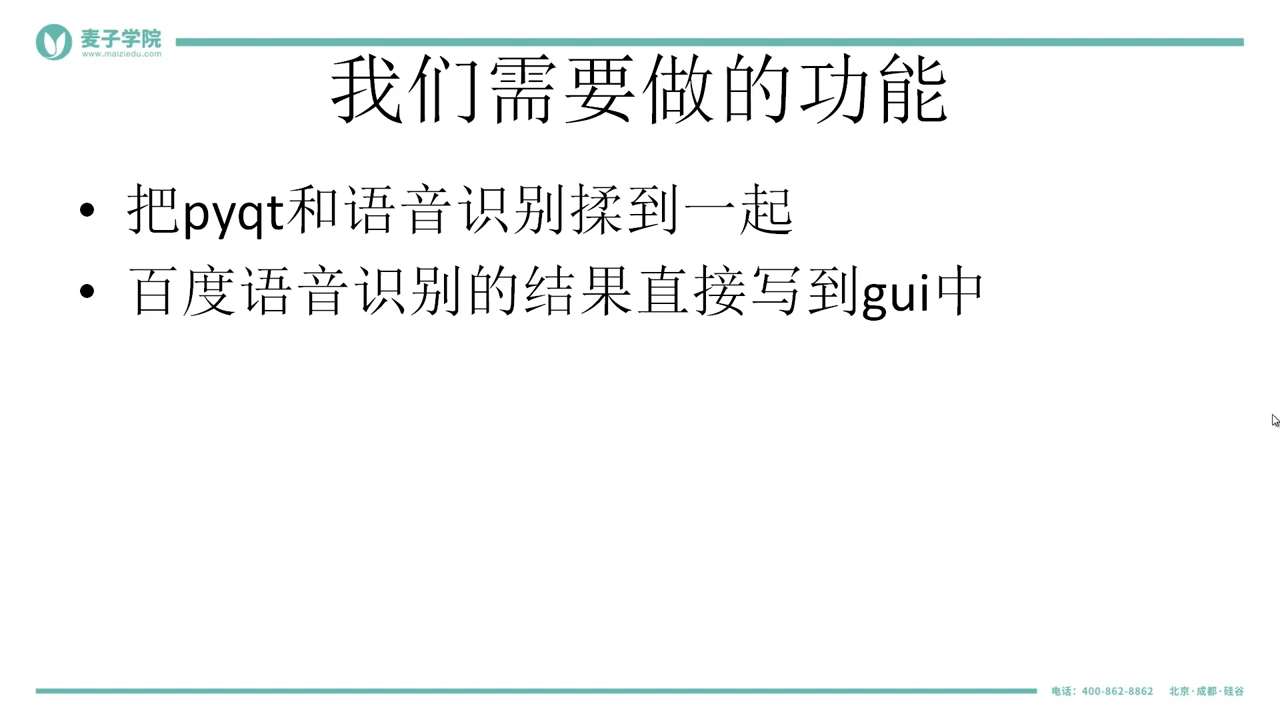 麦子学院
www.maiziedu.com
我们需要做的功能
• 把pyqt和语音识别揉到一起
• 百度语音识别的结果直接写到gui中
电话：400-862-8862 北京·成都·硅谷